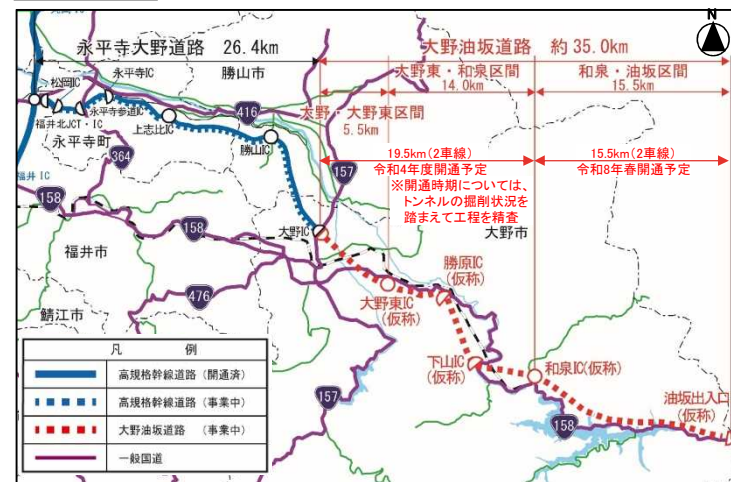 N
永平寺大野道路 26.4km
大野油坂道路 約35.0km
大野東・和泉区間
14.0km
和泉・油坂区間
15.5km
大野・大野東区間
5.5km
19.5km(2車線)
令和4年度開通予定
※開通時期については、
トンネルの掘削状況を
踏まえて工程を精査
15.5km(2車線)
令和8年春開通予定
松岡IC
永平寺IC
勝山市
福井北JCT・IC
永平寺参道IC
上志比IC
416
勝山IC
永平寺町
364
157
福井IC
158
158
大野IC
福井市
大野市
476
鯖江市
大野東IC
(仮称)
勝原IC
(仮称)
下山IC
(仮称)
和泉IC(仮称)
油坂出入口
(仮称)
157
158
凡 例
高規格幹線道路 (開通済)
高規格幹線道路 (事業中)
大野油坂道路 (事業中)
一般国道